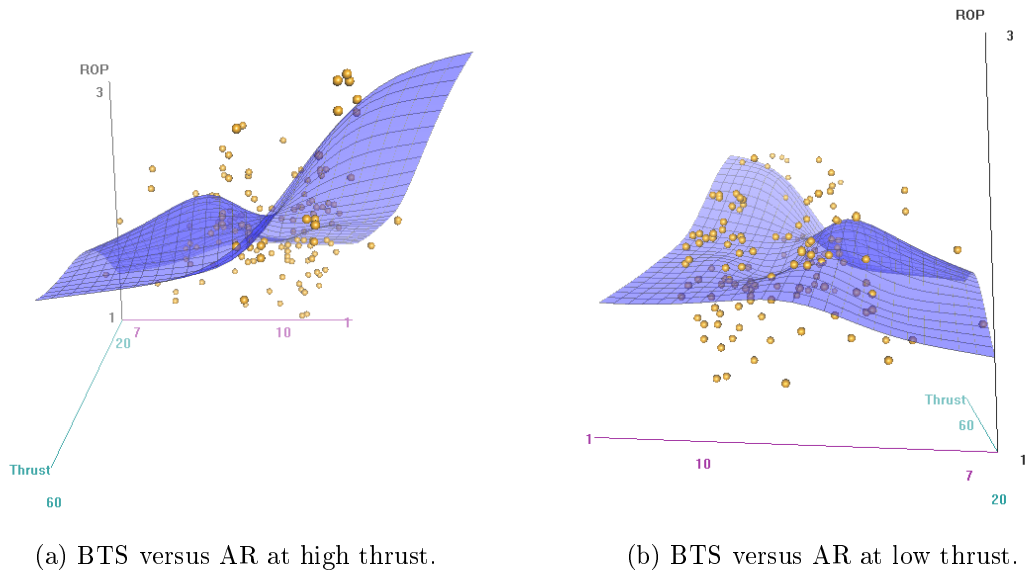 ROP
3
1
7
10
1
20
Thrust
60
ROP
3
Thrust
60
1
10
7
1
20
(a) BTS versus AR at high thrust.
(b) BTS versus AR at low thrust.